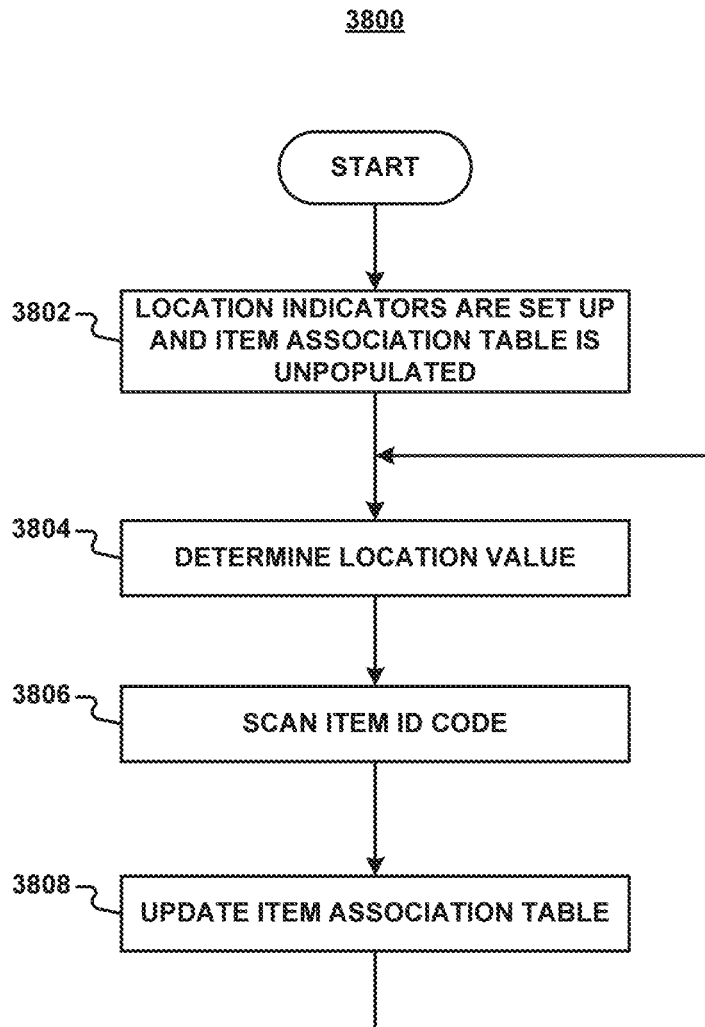 3800
START
3802
LOCATION INDICATORS ARE SET UP
AND ITEM ASSOCIATION TABLE IS
UNPOPULATED
3804
DETERMINE LOCATION VALUE
3806
SCAN ITEM ID CODE
3808
UPDATE ITEM ASSOCIATION TABLE